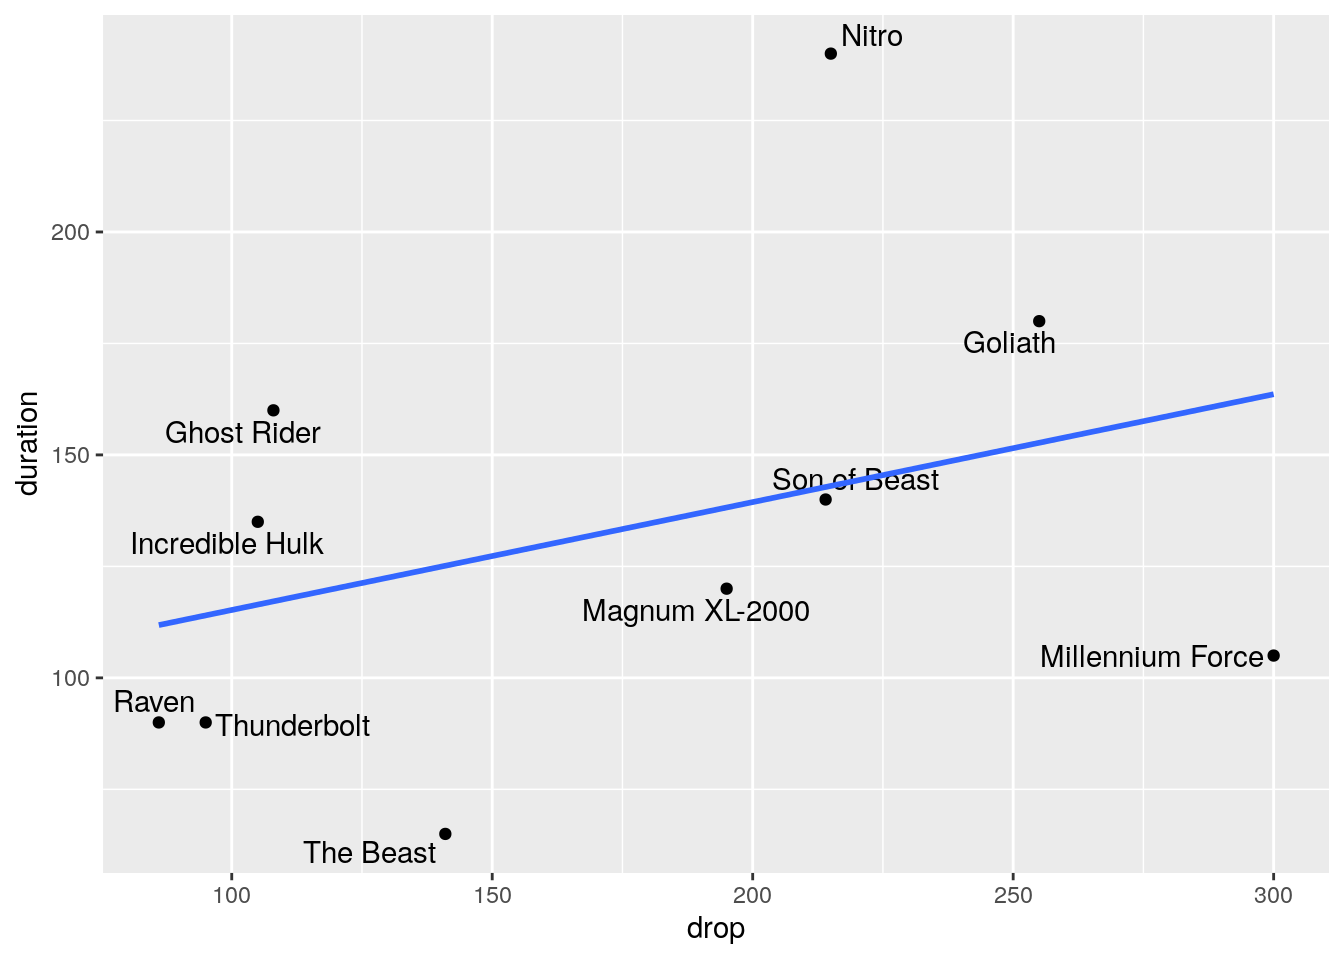 Nitro
200
Goliath
Ghost Rider
150
Son of Beast
Incredible Hulk
Magnum XL-2000
Millennium Force
100
Raven
Thunderbolt
The Beast
100 150 200 250 300
drop
duration